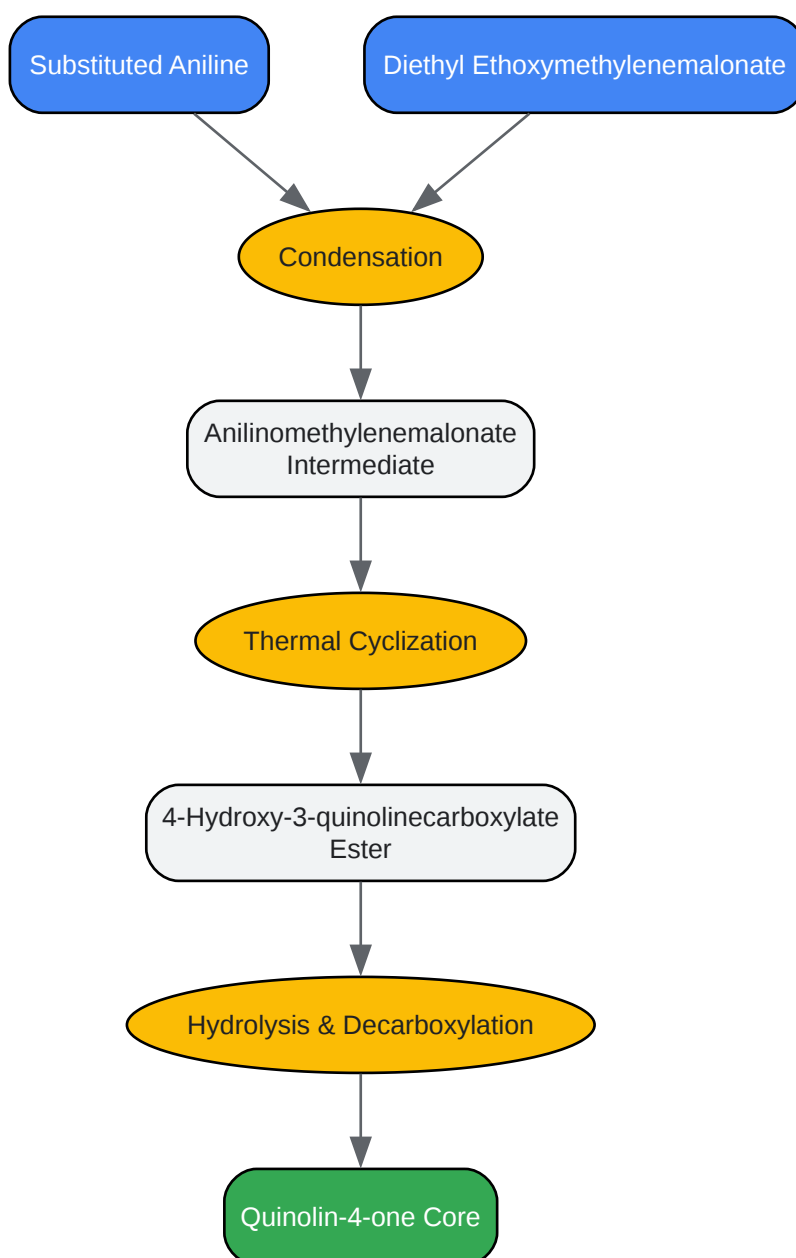 Substituted Aniline
Diethyl Ethoxymethylenemalonate
Condensation
Anilinomethylenemalonate
Intermediate
Thermal Cyclization
4-Hydroxy-3-quinolinecarboxylate
Ester
Hydrolysis & Decarboxylation
Quinolin-4-one Core